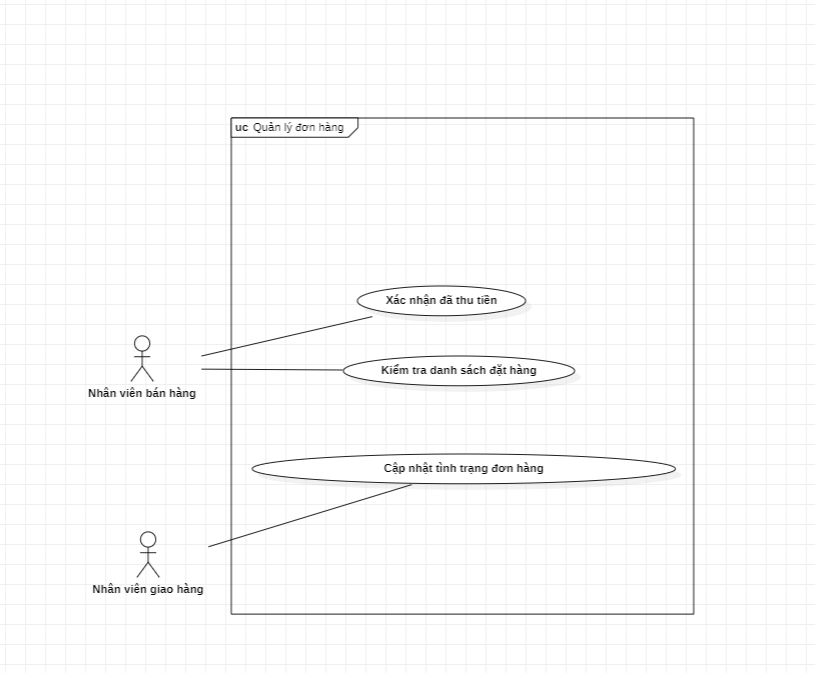 uc Quản lý đơn hàng
Xác nhận đã thu tiền
Kiểm tra danh sách đặt hàng
Nhân viên bán hàng
Cập nhật tình trạng đơn hàng
Nhân viên giao hàng